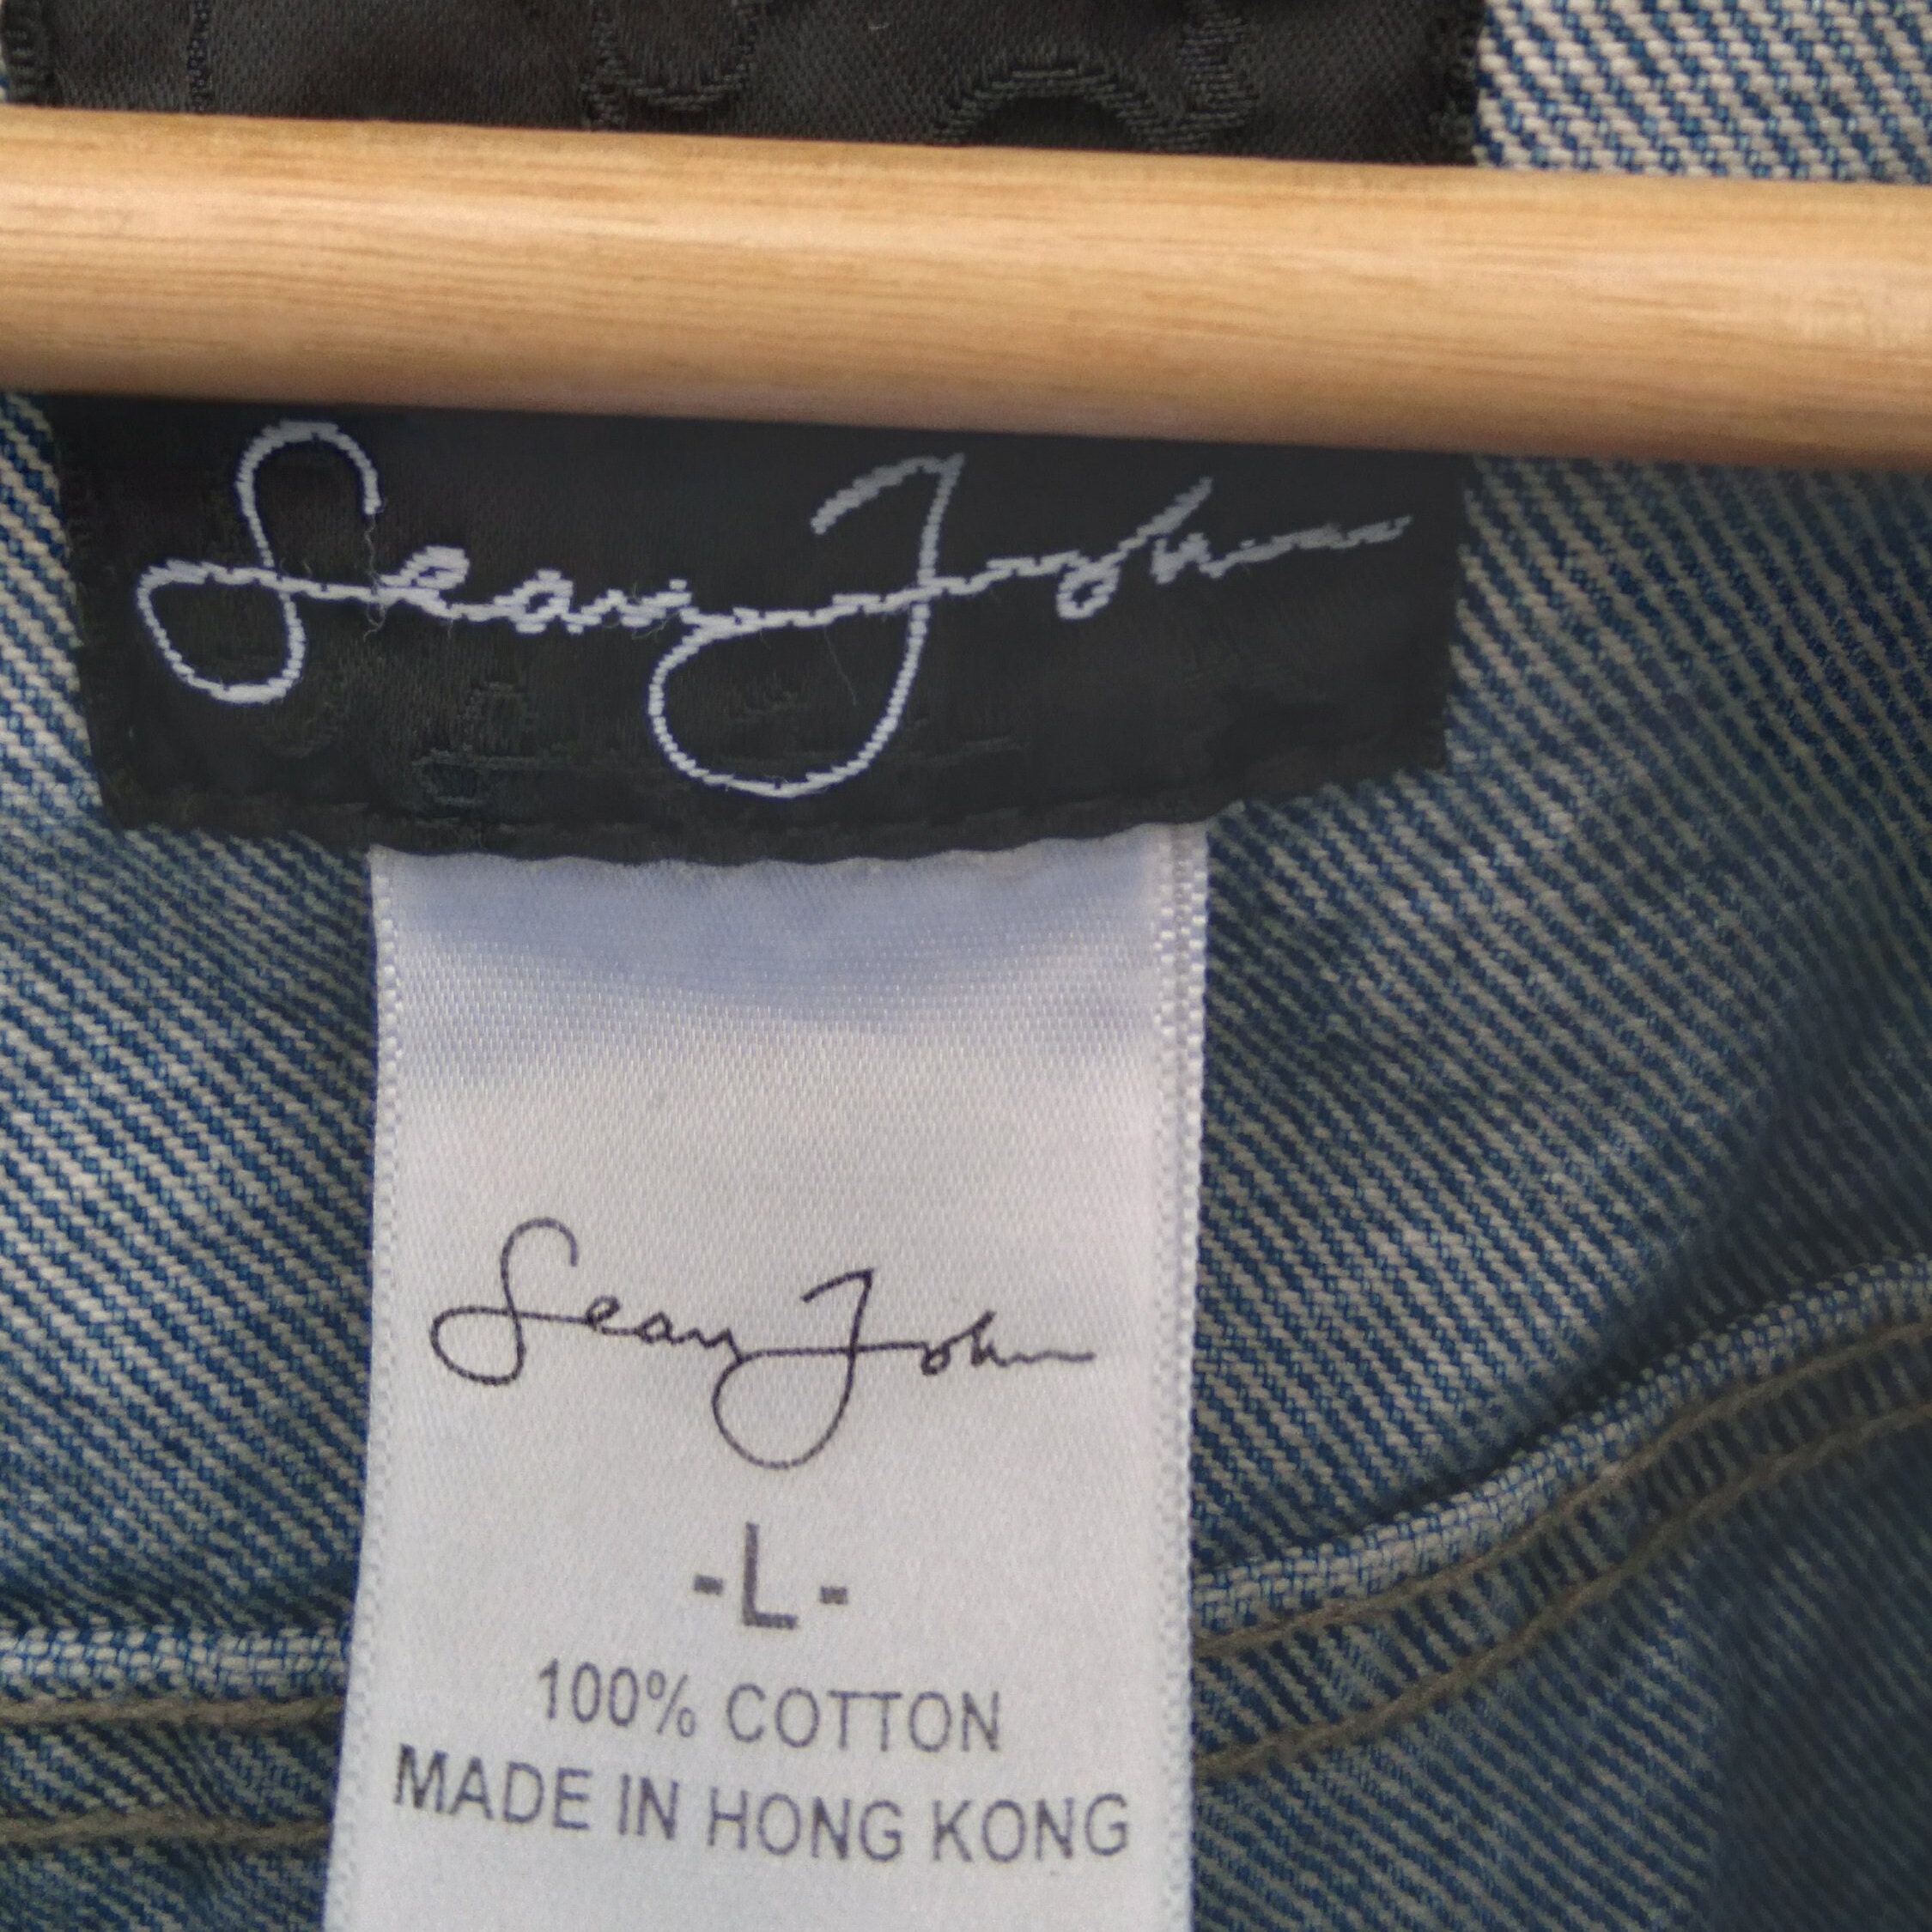 Sean John
Sean John
-L-
100% COTTON
MADE IN HONG KONG